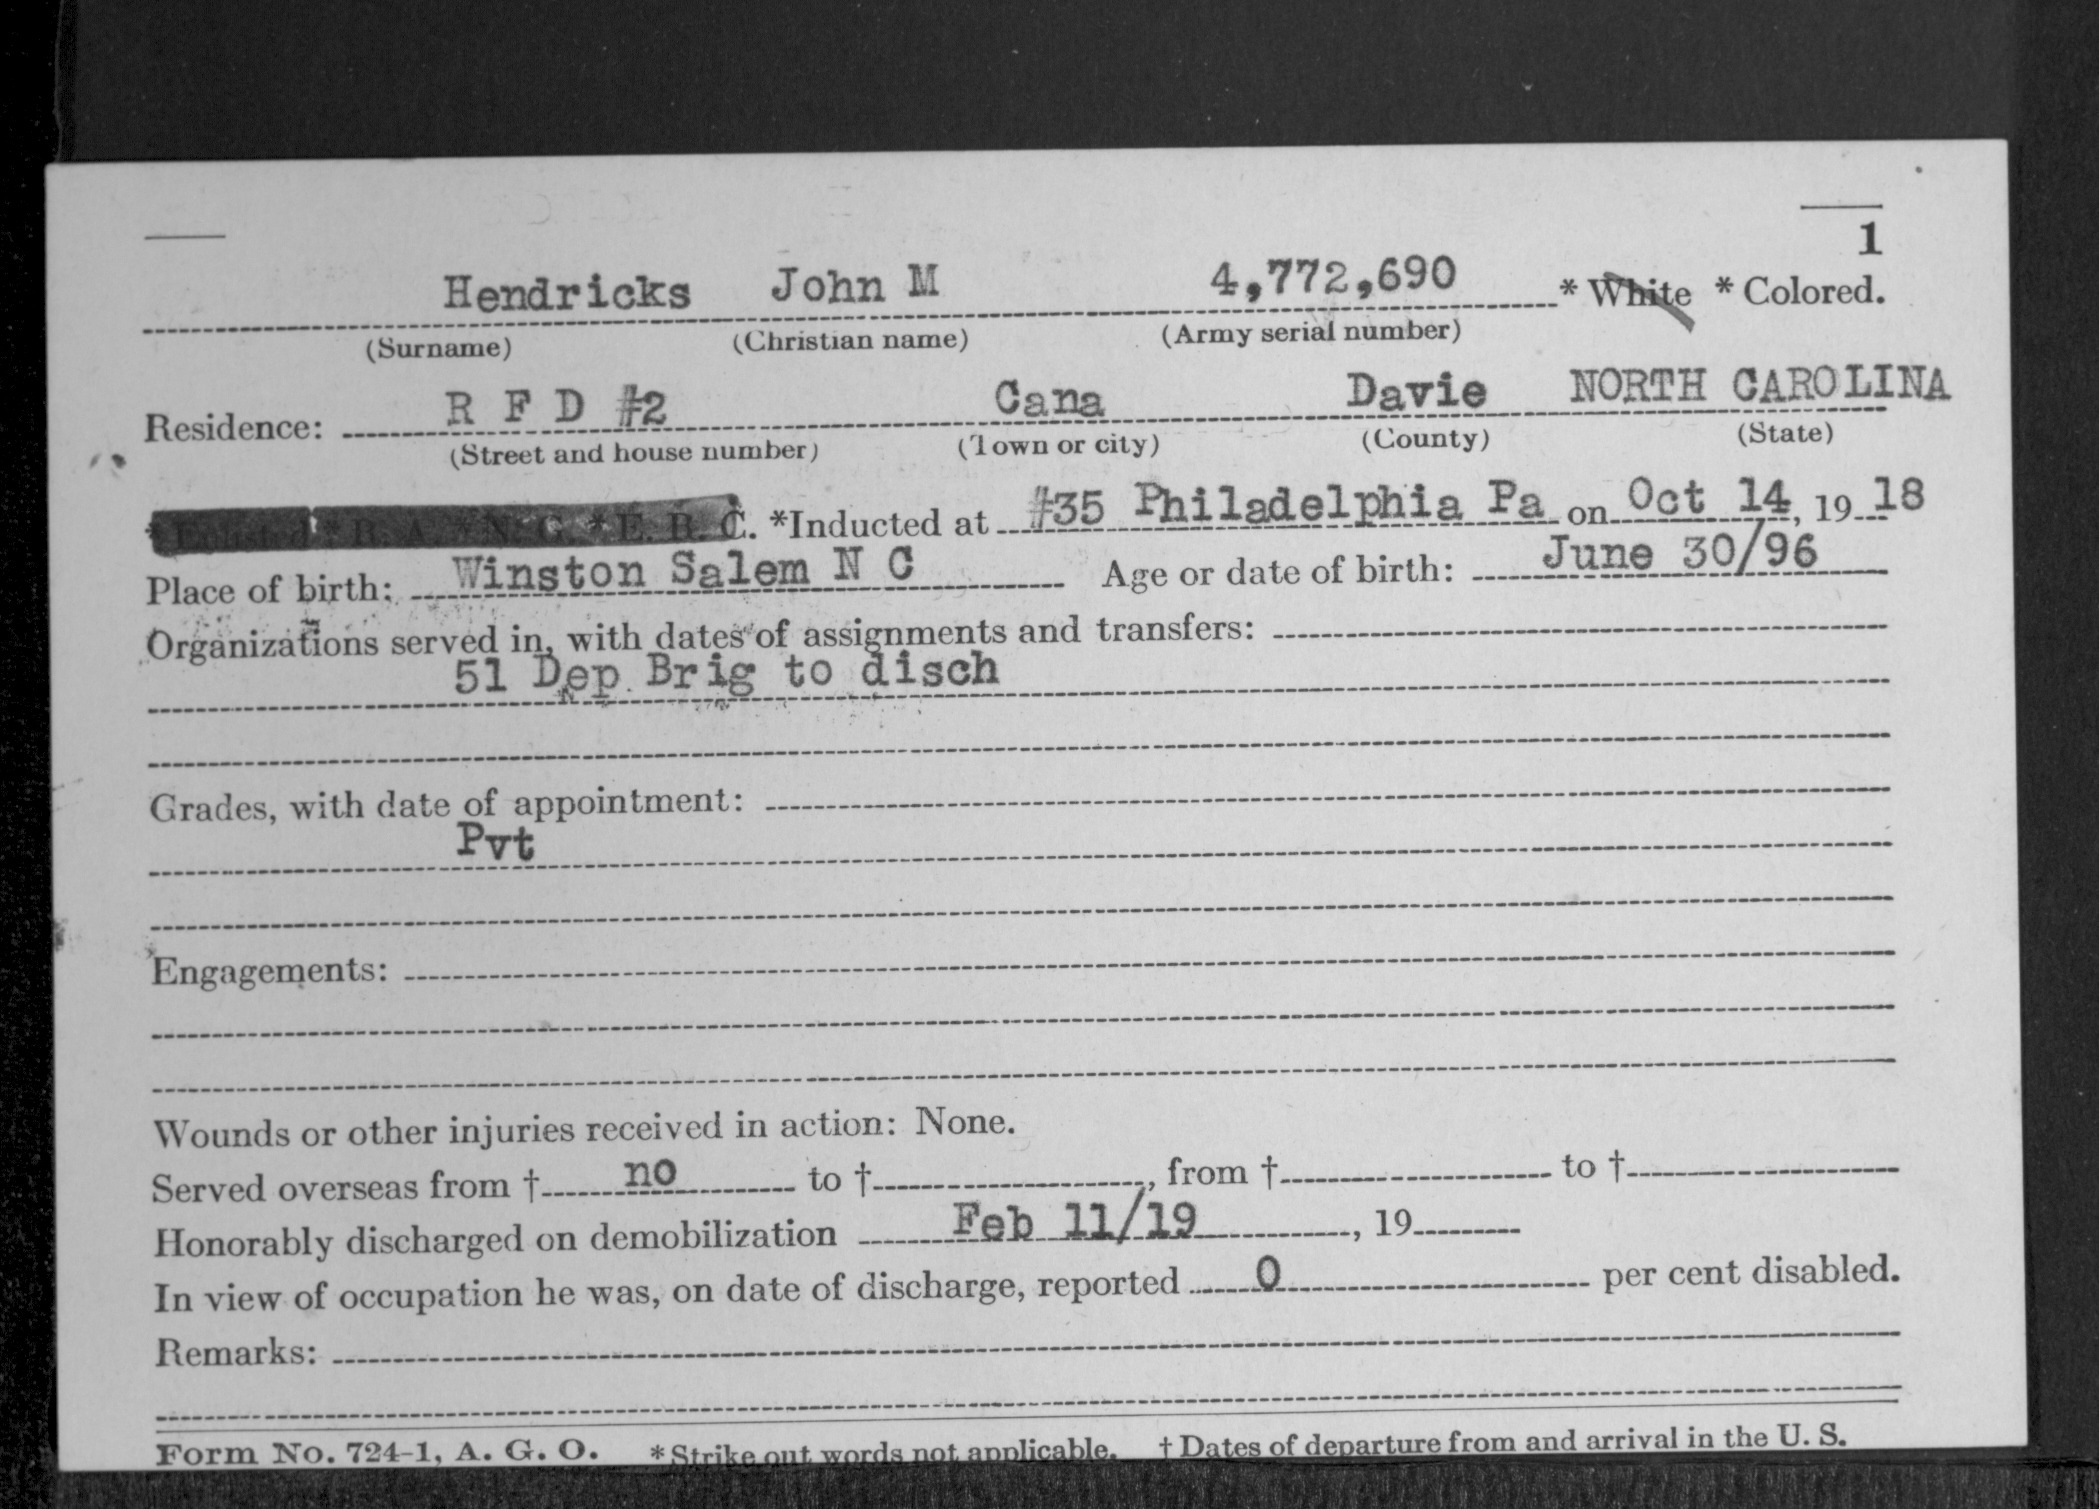 1
Hendricks John M 4,772,690 * White * Colored.
(Surname) (Christian name) (Army serial number)
Residence: R F D #2 Cana Davie NORTH CAROLINA
(Street and house number) (Town or city) (County) (State)
* Enlisted * R. A. * N. G. * E. R. C. *Inducted at #35 Philadelphia Pa on Oct 14, 19 18
Place of birth: Winston Salem N C Age or date of birth: June 30/96
Organizations served in, with dates of assignments and transfers:
51 Dep Brig to disch
Grades, with date of appointment:
Pvt
Engagements:
Wounds or other injuries received in action: None.
Served overseas from † no to †, from † to †
Honorably discharged on demobilization Feb 11/19, 19
In view of occupation he was, on date of discharge, reported 0 per cent disabled.
Remarks:
Form No. 724-1, A. G. O. * Strike out words not applicable. † Dates of departure from and arrival in the U. S.